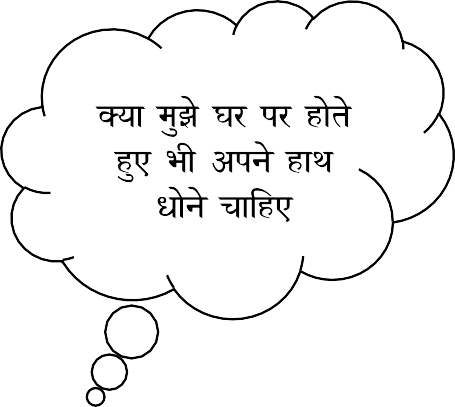 क्या मुझे घर पर होते
हुए भी अपने हाथ
धोने चाहिए